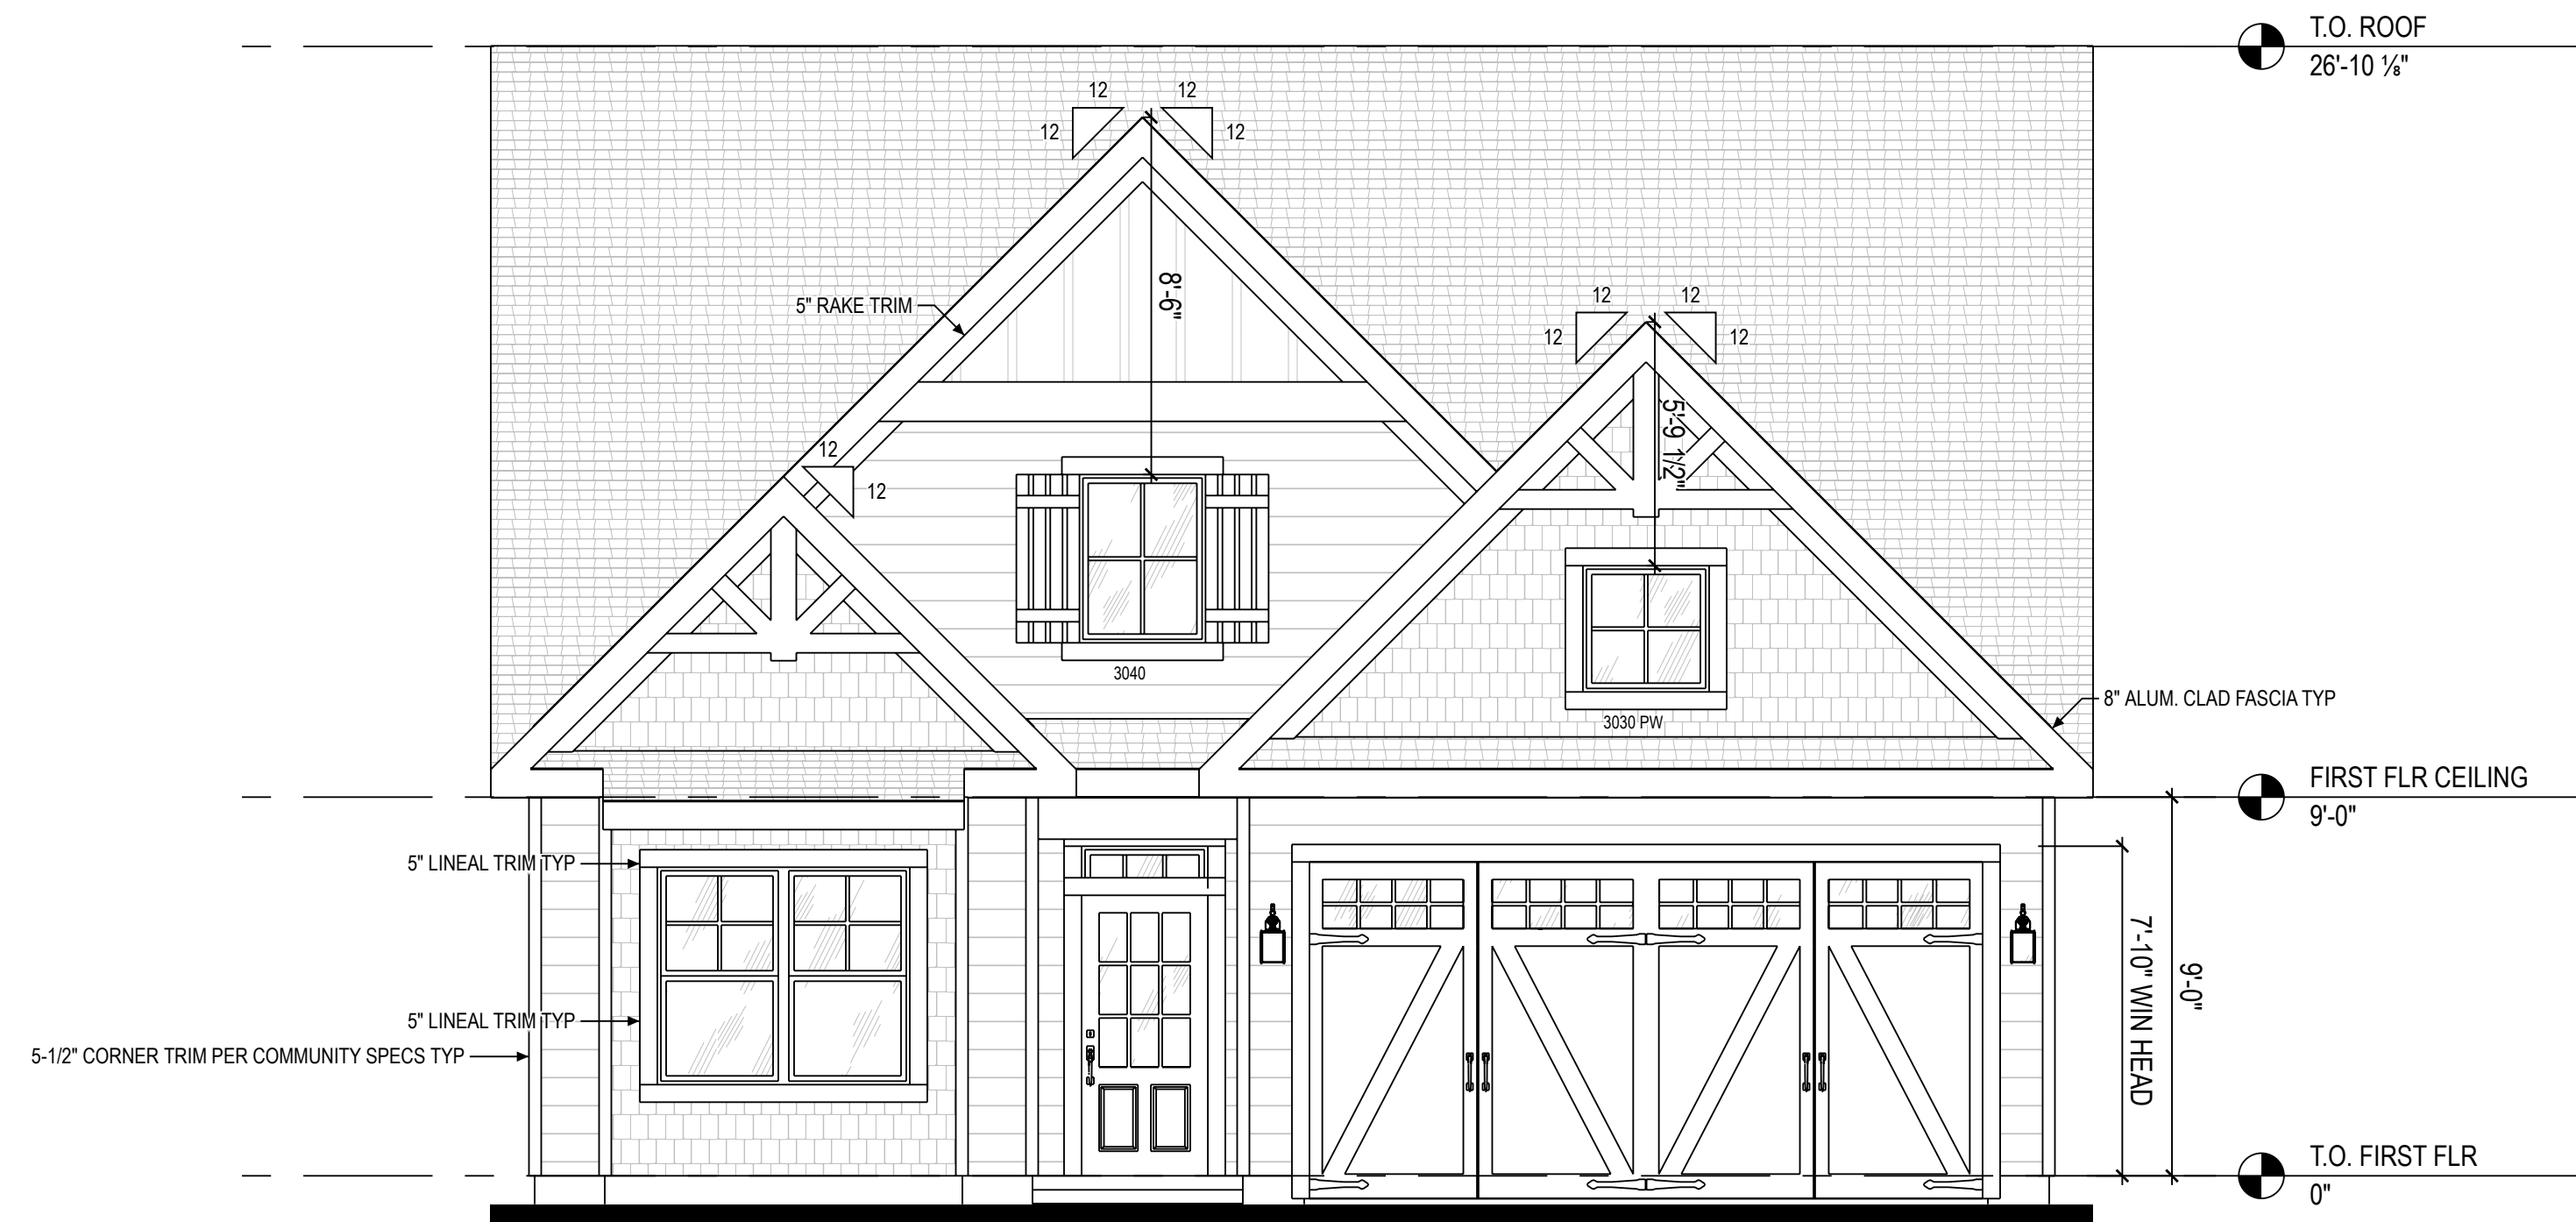 T.O. ROOF
26'-10 ⅛"
12 12
12 12
5" RAKE TRIM
8'-6"
12 12
12 12
5'-9 1/2"
12
12
3040
3030 PW
8" ALUM. CLAD FASCIA TYP
FIRST FLR CEILING
9'-0"
5" LINEAL TRIM TYP
7'-10" WIN HEAD
9'-0"
5" LINEAL TRIM TYP
5-1/2" CORNER TRIM PER COMMUNITY SPECS TYP
T.O. FIRST FLR
0"